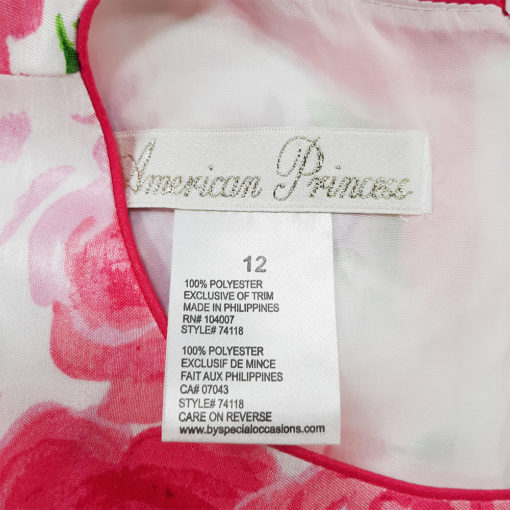 American Princess
12
100% POLYESTER
EXCLUSIVE OF TRIM
MADE IN PHILIPPINES
RN# 104007
STYLE# 74118
100% POLYESTER
EXCLUSIF DE MINCE
FAIT AUX PHILIPPINES
CA# 07043
STYLE# 74118
CARE ON REVERSE
www.byspecialoccasions.com